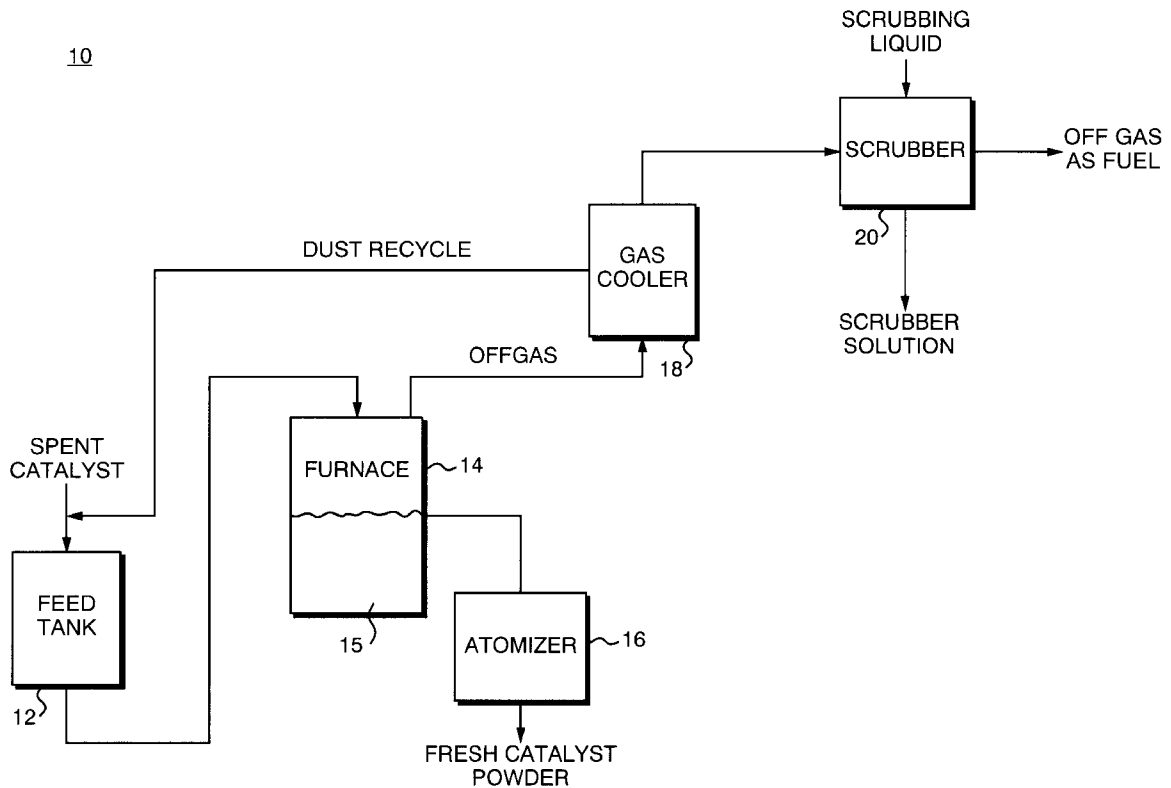 10
SCRUBBING
LIQUID
SCRUBBER
OFF GAS
AS FUEL
20
SCRUBBER
SOLUTION
GAS
COOLER
18
DUST RECYCLE
OFFGAS
SPENT
CATALYST
FURNACE
14
15
FEED
TANK
12
ATOMIZER
16
FRESH CATALYST
POWDER